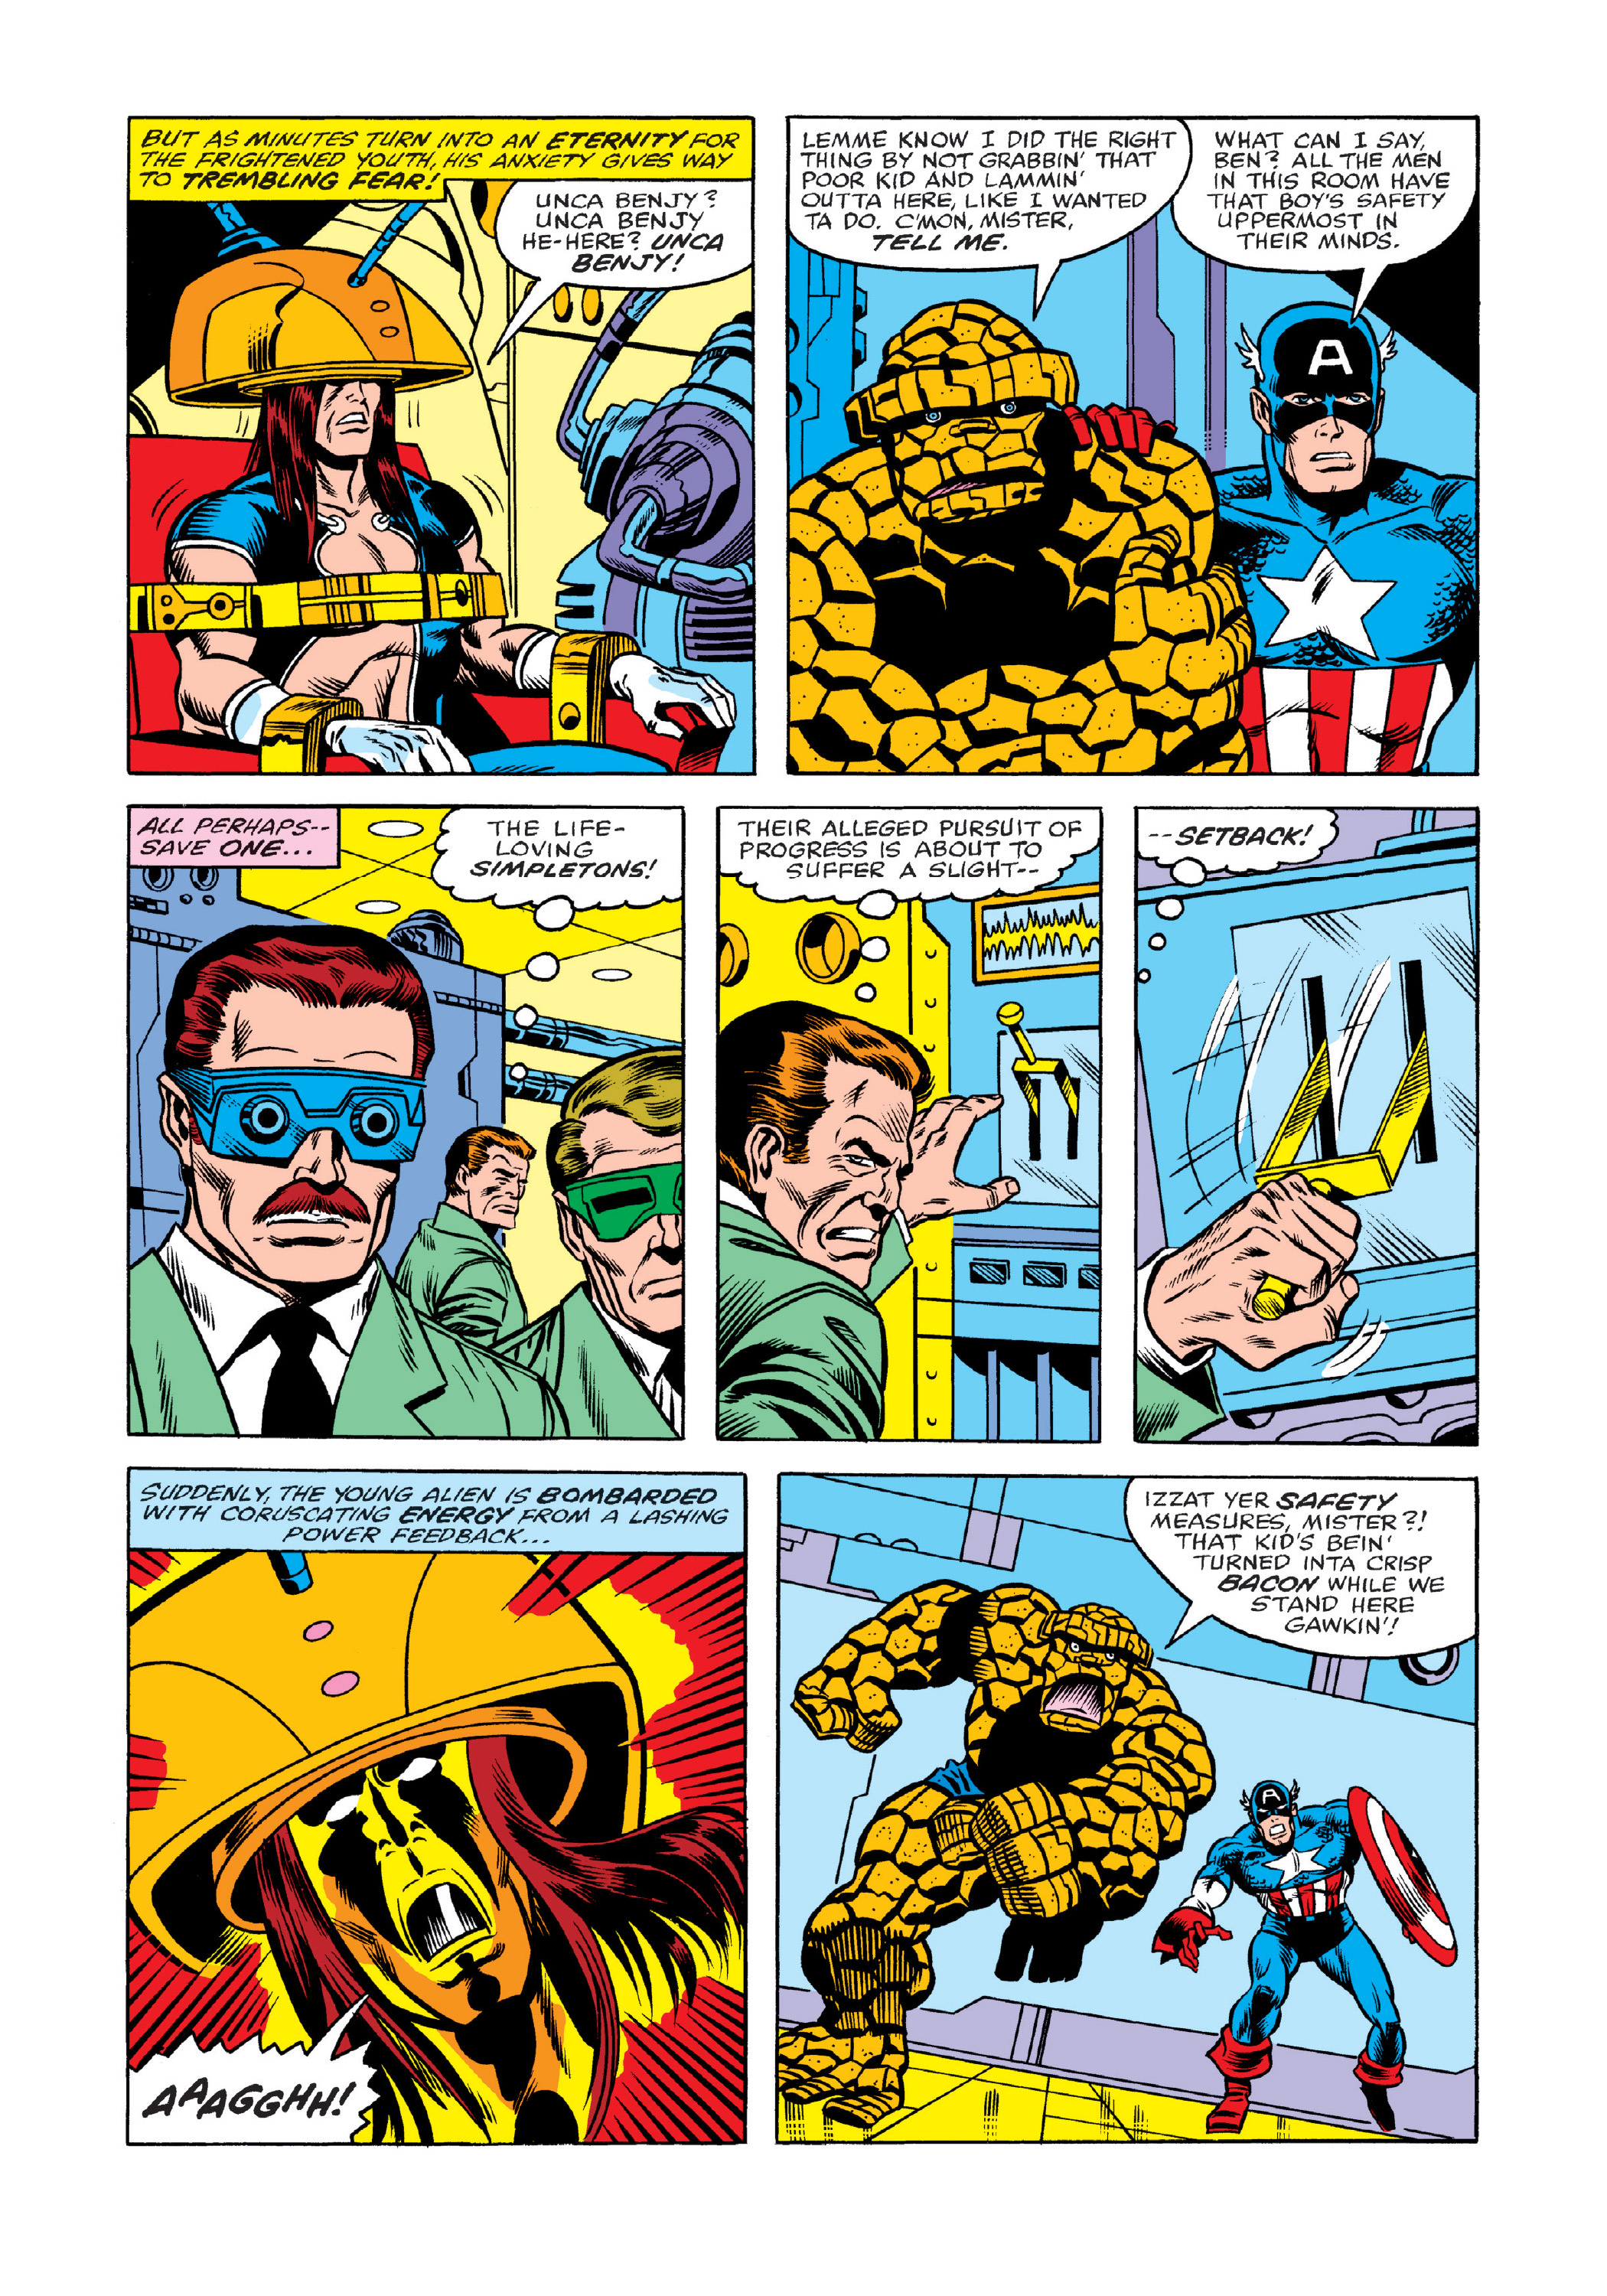 BUT AS MINUTES TURN INTO AN ETERNITY FOR
THE FRIGHTENED YOUTH, HIS ANXIETY GIVES WAY
TO TREMBLING FEAR!
UNCA BENJY?
UNCA BENJY
HE-HERE? UNCA
BENJY!
LEMME KNOW I DID THE RIGHT
THING BY NOT GRABBIN' THAT
POOR KID AND LAMMIN'
OUTTA HERE, LIKE I WANTED
TA DO. C'MON, MISTER,
TELL ME.
WHAT CAN I SAY,
BEN? ALL THE MEN
IN THIS ROOM HAVE
THAT BOY'S SAFETY
UPPERMOST IN
THEIR MINDS.
A
ALL PERHAPS--
SAVE ONE...
THE LIFE-
LOVING
SIMPLETONS!
THEIR ALLEGED PURSUIT OF
PROGRESS IS ABOUT TO
SUFFER A SLIGHT--
--SETBACK!
SUDDENLY, THE YOUNG ALIEN IS BOMBARDED
WITH CORUSCATING ENERGY FROM A LASHING
POWER FEEDBACK...
AAAGGHH!
IZZAT YER SAFETY
MEASURES, MISTER?!
THAT KID'S BEIN'
TURNED INTA CRISP
BACON WHILE WE
STAND HERE
GAWKIN'!
A